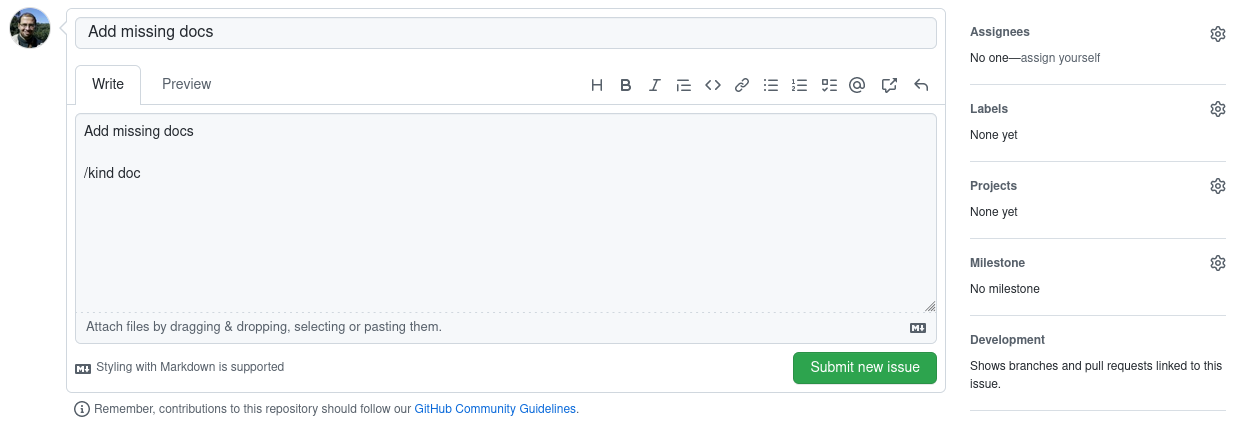 Add missing docs
Assignees
No one—assign yourself
Write Preview
H B I
Labels
Add missing docs
None yet
/kind doc
Projects
None yet
Milestone
No milestone
Attach files by dragging & dropping, selecting or pasting them.
Development
Styling with Markdown is supported
Submit new issue
Shows branches and pull requests linked to this
issue.
Remember, contributions to this repository should follow our GitHub Community Guidelines.